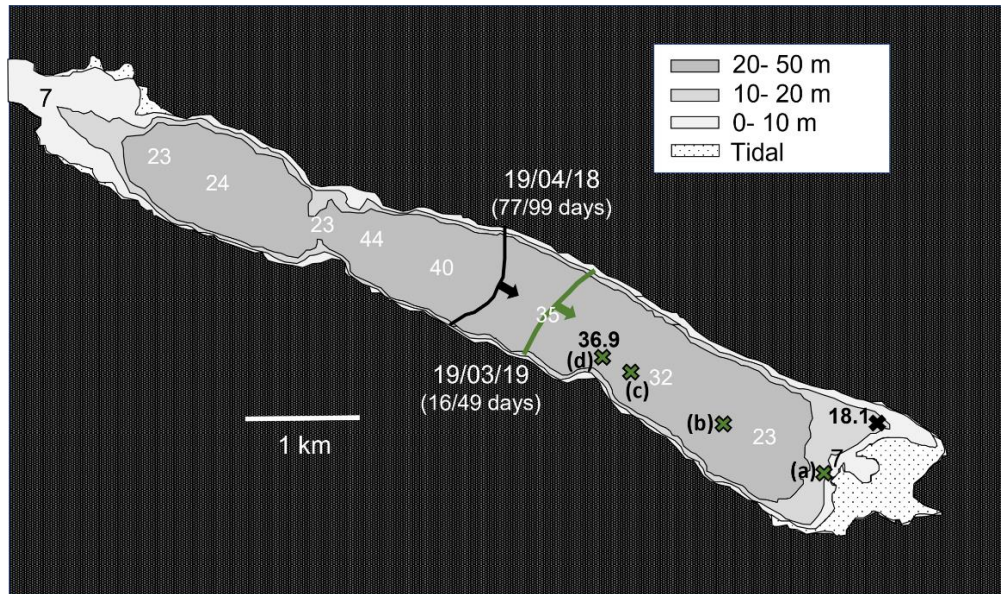 20- 50 m
10- 20 m
0- 10 m
Tidal
7
23
24
23
44
40
19/04/18
(77/99 days)
35
19/03/19
(16/49 days)
36.9
(d)
(c)
32
(b)
23
18.1
7
(a)
1 km